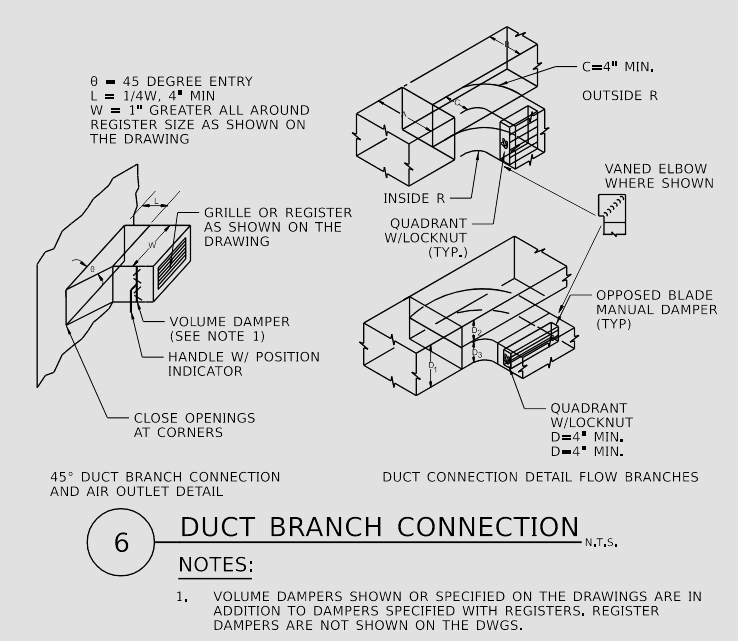 θ = 45 DEGREE ENTRY
L = 1/4W, 4" MIN
W = 1" GREATER ALL AROUND
REGISTER SIZE AS SHOWN ON
THE DRAWING
B
C=4" MIN.
OUTSIDE R
A
C
INSIDE R
QUADRANT
W/LOCKNUT
(TYP.)
VANED ELBOW
WHERE SHOWN
L
W
θ
GRILLE OR REGISTER
AS SHOWN ON THE
DRAWING
VOLUME DAMPER
(SEE NOTE 1)
HANDLE W/ POSITION
INDICATOR
CLOSE OPENINGS
AT CORNERS
OPPOSED BLADE
MANUAL DAMPER
(TYP)
D2
D3
D1
QUADRANT
W/LOCKNUT
D=4" MIN.
D=4" MIN.
45° DUCT BRANCH CONNECTION
AND AIR OUTLET DETAIL
DUCT CONNECTION DETAIL FLOW BRANCHES
6
DUCT BRANCH CONNECTION
N.T.S.
NOTES:
1. VOLUME DAMPERS SHOWN OR SPECIFIED ON THE DRAWINGS ARE IN
ADDITION TO DAMPERS SPECIFIED WITH REGISTERS. REGISTER
DAMPERS ARE NOT SHOWN ON THE DWGS.